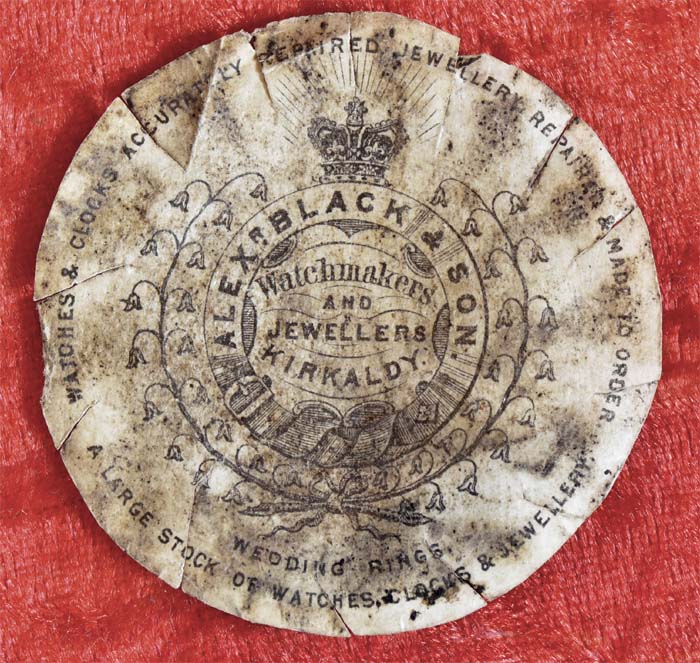 WATCHES & CLOCKS ACCURATELY REPAIRED, JEWELLERY REPAIRED & MADE TO ORDER
ALEXR BLACK & SON.
Watchmakers
AND
JEWELLERS
KIRKALDY.
WEDDING RINGS.
A LARGE STOCK OF WATCHES, CLOCKS & JEWELLERY.